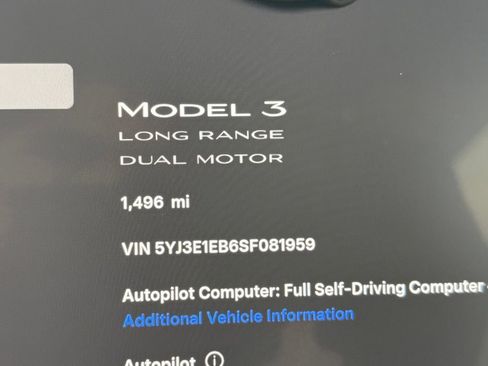 MODEL 3
LONG RANGE
DUAL MOTOR
1,496 mi
VIN 5YJ3E1EB6SF081959
Autopilot Computer: Full Self-Driving Computer
Additional Vehicle Information
Autopilot